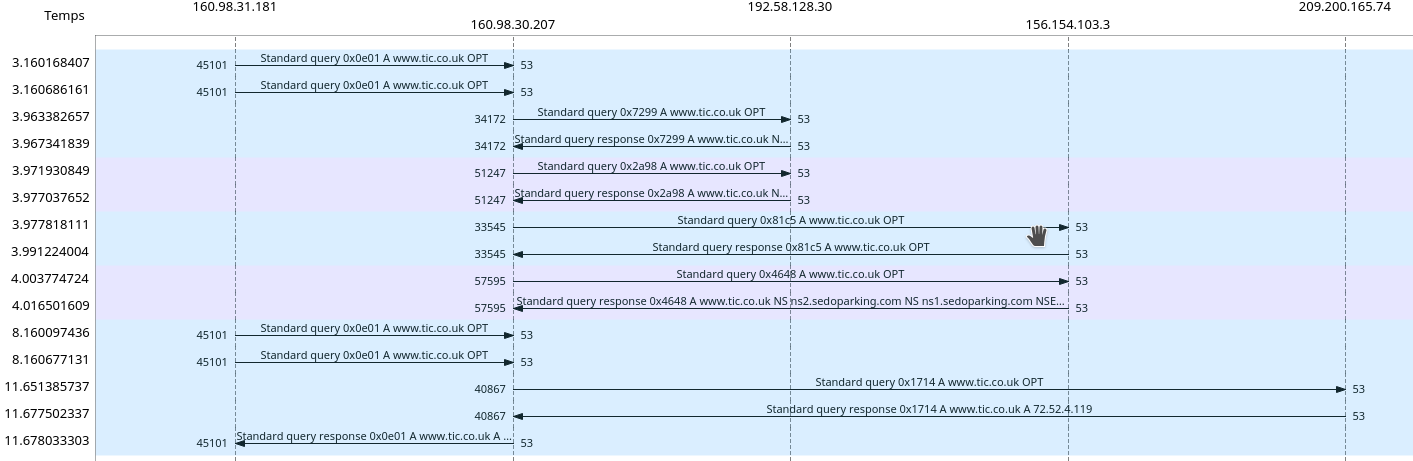 160.98.31.181 192.58.128.30 209.200.165.74
Temps 160.98.30.207 156.154.103.3
3.160168407 45101 Standard query 0x0e01 A www.tic.co.uk OPT 53
3.160686161 45101 Standard query 0x0e01 A www.tic.co.uk OPT 53
3.963382657 34172 Standard query 0x7299 A www.tic.co.uk OPT 53
3.967341839 34172 Standard query response 0x7299 A www.tic.co.uk N... 53
3.971930849 51247 Standard query 0x2a98 A www.tic.co.uk OPT 53
3.977037652 51247 Standard query response 0x2a98 A www.tic.co.uk N... 53
3.977818111 33545 Standard query 0x81c5 A www.tic.co.uk OPT 53
3.991224004 33545 Standard query response 0x81c5 A www.tic.co.uk OPT 53
4.003774724 57595 Standard query 0x4648 A www.tic.co.uk OPT 53
4.016501609 57595 Standard query response 0x4648 A www.tic.co.uk NS ns2.sedoparking.com NS ns1.sedoparking.com NSE... 53
8.160097436 45101 Standard query 0x0e01 A www.tic.co.uk OPT 53
8.160677131 45101 Standard query 0x0e01 A www.tic.co.uk OPT 53
11.651385737 40867 Standard query 0x1714 A www.tic.co.uk OPT 53
11.677502337 40867 Standard query response 0x1714 A www.tic.co.uk A 72.52.4.119 53
11.678033303 45101 Standard query response 0x0e01 A www.tic.co.uk A ... 53